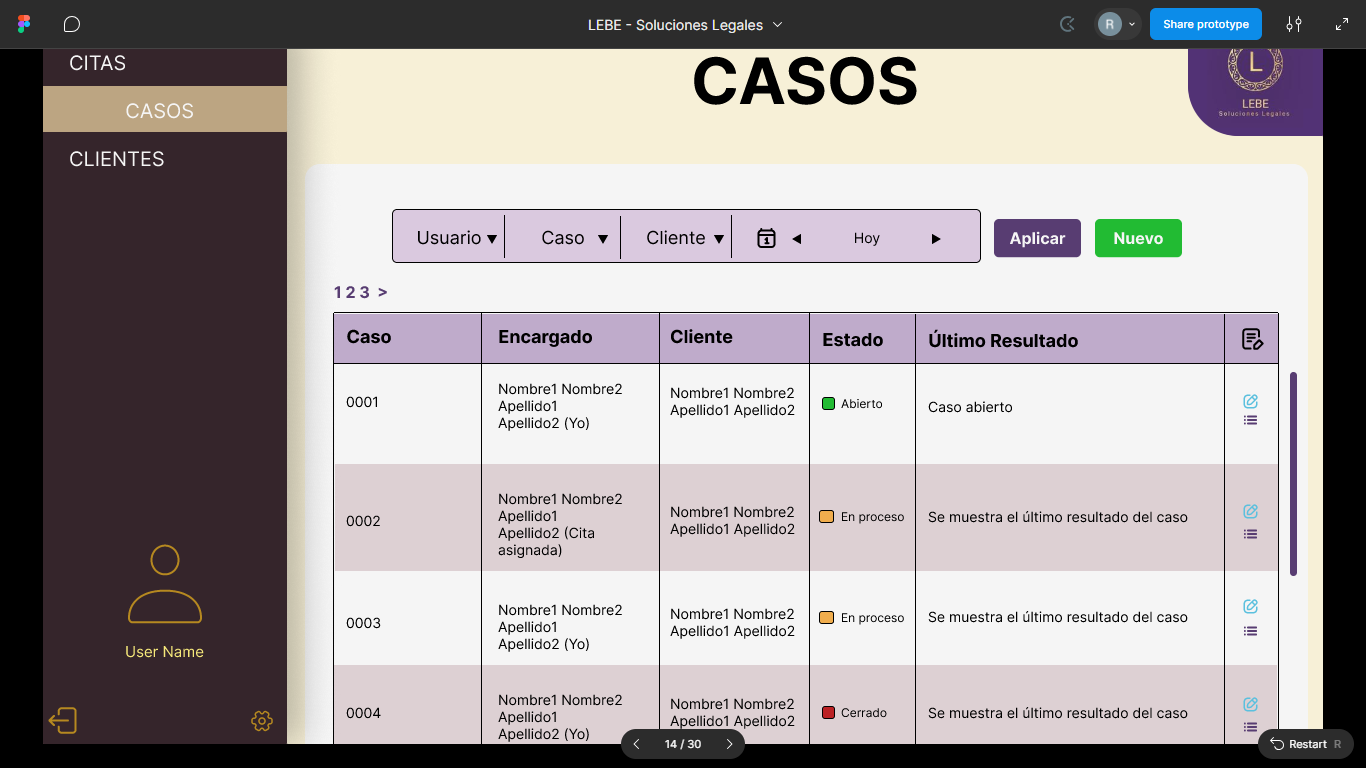 LEBE - Soluciones Legales
R
Share prototype
CITAS
CASOS
CLIENTES
CASOS
L
LEBE
Soluciones Legales
Usuario ▼ Caso ▼ Cliente ▼ 1 ◀ Hoy ▶ Aplicar Nuevo
1 2 3 >
Caso Encargado Cliente Estado Último Resultado
0001
Nombre1 Nombre2
Apellido1
Apellido2 (Yo)
Nombre1 Nombre2
Apellido1 Apellido2
Abierto
Caso abierto
0002
Nombre1 Nombre2
Apellido1
Apellido2 (Cita
asignada)
Nombre1 Nombre2
Apellido1 Apellido2
En proceso
Se muestra el último resultado del caso
0003
Nombre1 Nombre2
Apellido1
Apellido2 (Yo)
Nombre1 Nombre2
Apellido1 Apellido2
En proceso
Se muestra el último resultado del caso
0004
Nombre1 Nombre2
Apellido1
Apellido2 (Yo)
Nombre1 Nombre2
Apellido1 Apellido2
Cerrado
Se muestra el último resultado del caso
User Name
14 / 30
Restart R